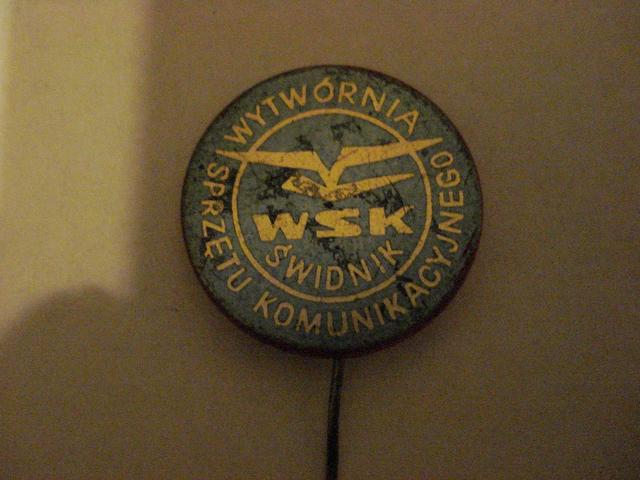 WYTWÓRNIA
SPRZĘTU KOMUNIKACYJNEGO
WSK
ŚWIDNIK